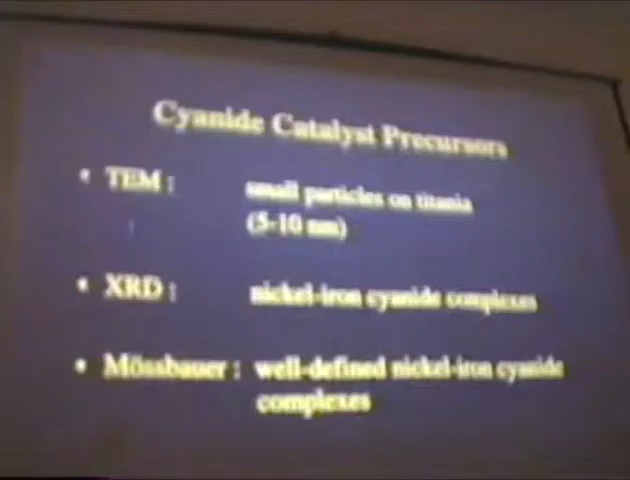 Cyanide Catalyst Precursors
• TEM : small particles on titania
(5-10 nm)
• XRD : nickel-iron cyanide complexes
• Mössbauer : well-defined nickel-iron cyanide
complexes